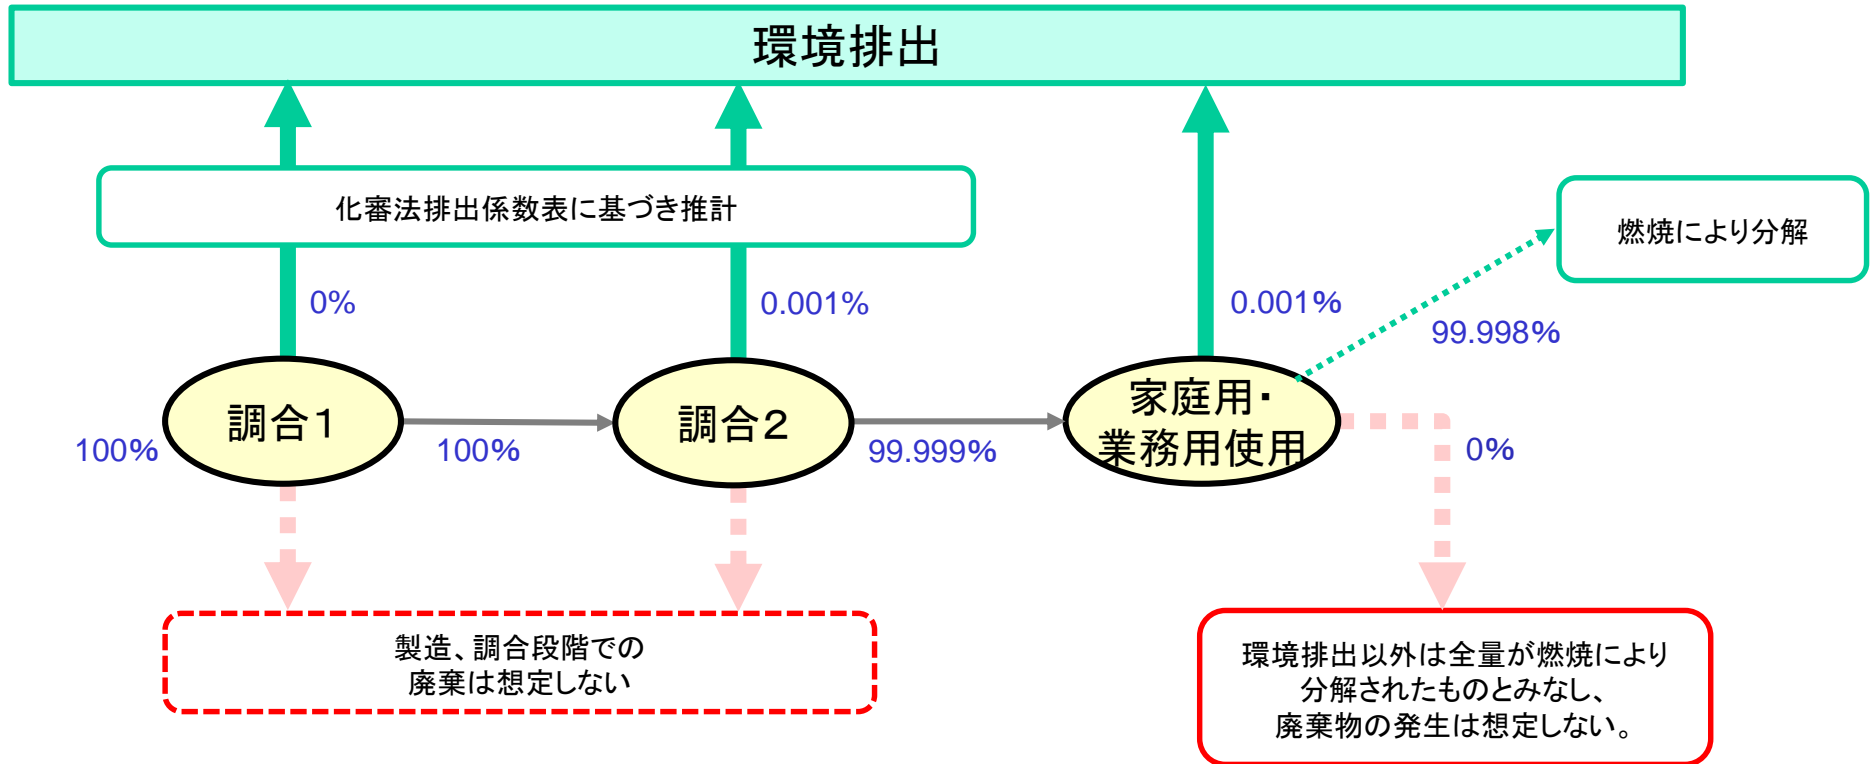 環境排出
化審法排出係数表に基づき推計
燃焼により分解
0%
0.001%
0.001%
99.998%
調合1
調合2
家庭用・
業務用使用
100%
100%
99.999%
0%
製造、調合段階での
廃棄は想定しない
環境排出以外は全量が燃焼により
分解されたものとみなし、
廃棄物の発生は想定しない。